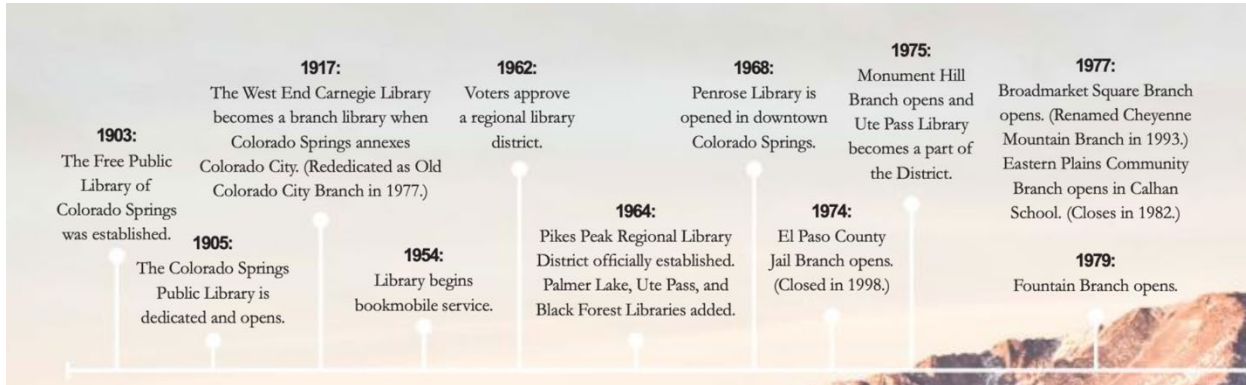 1903:
The Free Public
Library of
Colorado Springs
was established.
1905:
The Colorado Springs
Public Library is
dedicated and opens.
1917:
The West End Carnegie Library
becomes a branch library when
Colorado Springs annexes
Colorado City. (Rededicated as Old
Colorado City Branch in 1977.)
1954:
Library begins
bookmobile service.
1962:
Voters approve
a regional library
district.
1964:
Pikes Peak Regional Library
District officially established.
Palmer Lake, Ute Pass, and
Black Forest Libraries added.
1968:
Penrose Library is
opened in downtown
Colorado Springs.
1974:
El Paso County
Jail Branch opens.
(Closed in 1998.)
1975:
Monument Hill
Branch opens and
Ute Pass Library
becomes a part of
the District.
1977:
Broadmarket Square Branch
opens. (Renamed Cheyenne
Mountain Branch in 1993.)
Eastern Plains Community
Branch opens in Calhan
School. (Closes in 1982.)
1979:
Fountain Branch opens.